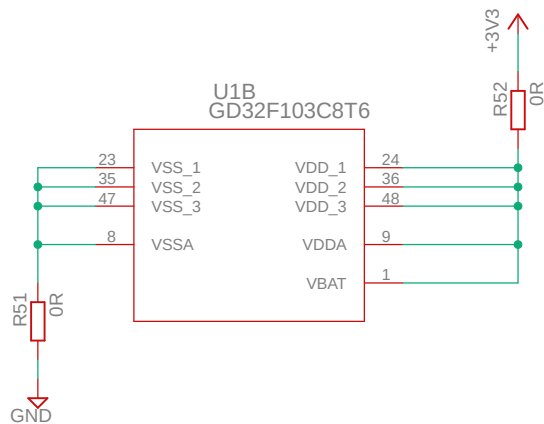 +3V3
R52
0R
U1B
GD32F103C8T6
23 VSS_1 VDD_1 24
35 VSS_2 VDD_2 36
47 VSS_3 VDD_3 48
8 VSSA VDDA 9
VBAT 1
R51
0R
GND